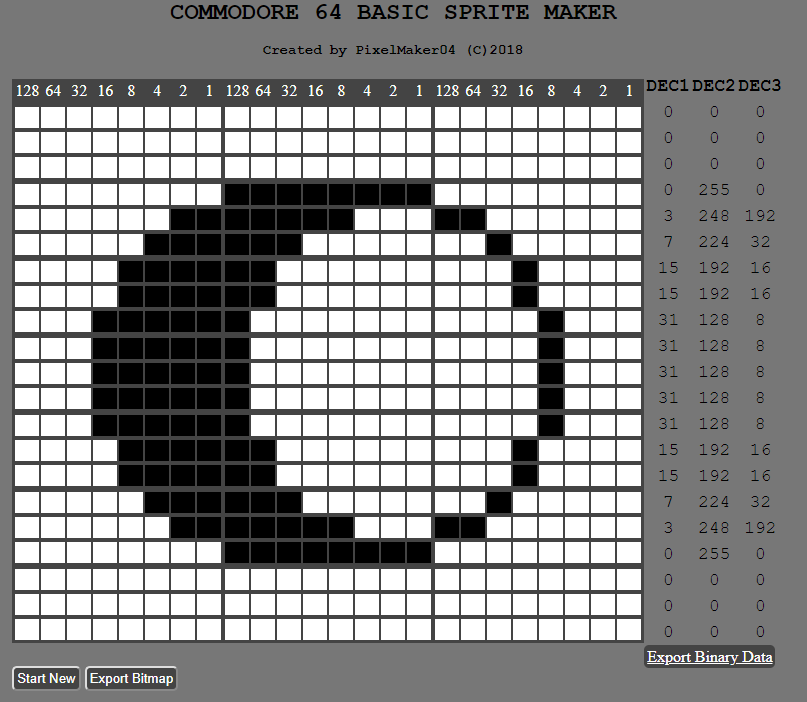 COMMODORE 64 BASIC SPRITE MAKER
Created by PixelMaker04 (C)2018
128 64 32 16 8 4 2 1 128 64 32 16 8 4 2 1 128 64 32 16 8 4 2 1 DEC1 DEC2 DEC3
0 0 0
0 0 0
0 0 0
0 255 0
3 248 192
7 224 32
15 192 16
15 192 16
31 128 8
31 128 8
31 128 8
31 128 8
31 128 8
15 192 16
15 192 16
7 224 32
3 248 192
0 255 0
0 0 0
0 0 0
0 0 0
Export Binary Data
Start New Export Bitmap